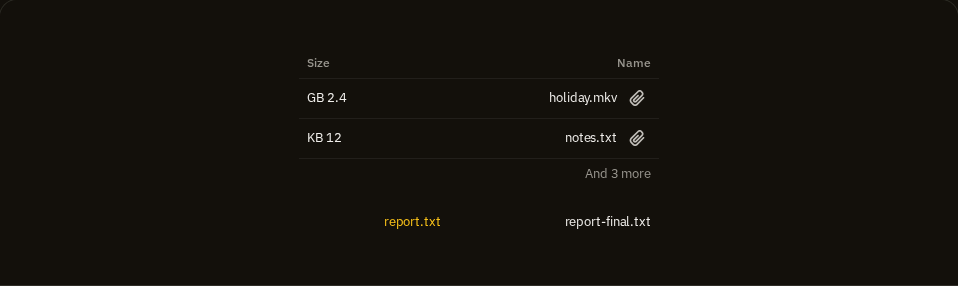 Size Name
GB 2.4 holiday.mkv
KB 12 notes.txt
And 3 more
report.txt report-final.txt